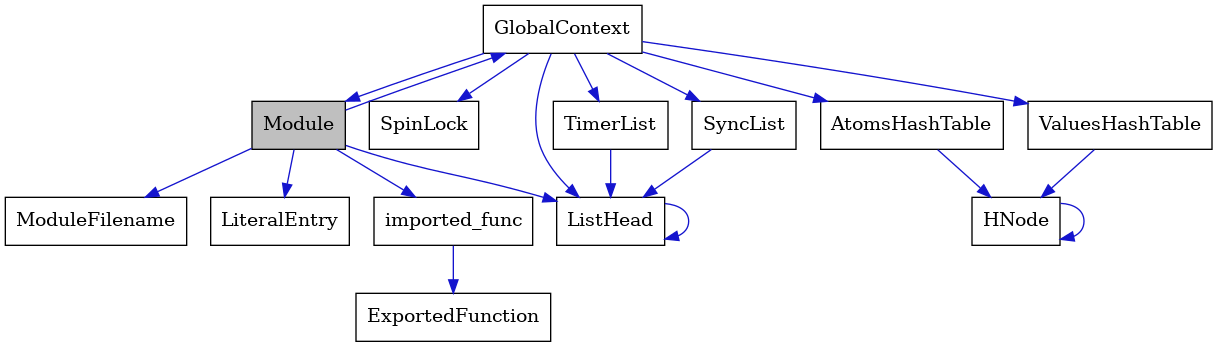 GlobalContext
Module
SpinLock
TimerList
SyncList
AtomsHashTable
ValuesHashTable
ModuleFilename
LiteralEntry
imported_func
ListHead
HNode
ExportedFunction